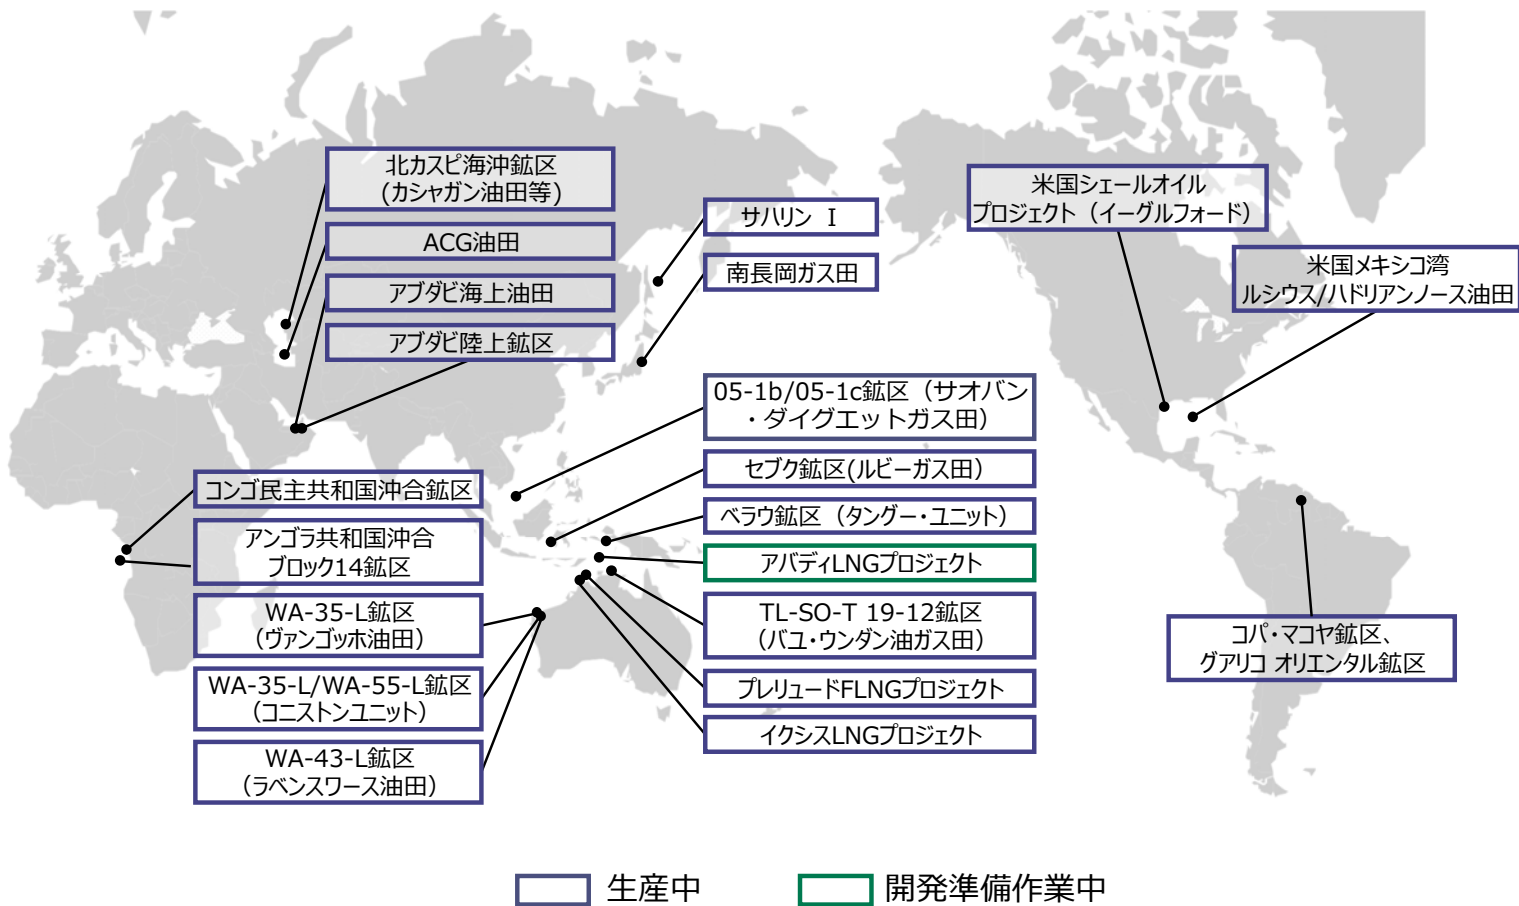 北カスピ海沖鉱区
(カシャガン油田等)
ACG油田
アブダビ海上油田
アブダビ陸上鉱区
サハリン Ⅰ
南長岡ガス田
米国シェールオイル
プロジェクト（イーグルフォード）
米国メキシコ湾
ルシウス/ハドリアンノース油田
05-1b/05-1c鉱区（サオバン
・ダイグエットガス田）
セブク鉱区(ルビーガス田）
ベラウ鉱区（タングー・ユニット）
アバディLNGプロジェクト
TL-SO-T 19-12鉱区
（バユ・ウンダン油ガス田）
プレリュードFLNGプロジェクト
イクシスLNGプロジェクト
コンゴ民主共和国沖合鉱区
アンゴラ共和国沖合
ブロック14鉱区
WA-35-L鉱区
（ヴァンゴッホ油田）
WA-35-L/WA-55-L鉱区
（コニストンユニット）
WA-43-L鉱区
（ラベンスワース油田）
コパ・マコヤ鉱区、
グアリコ オリエンタル鉱区
生産中
開発準備作業中